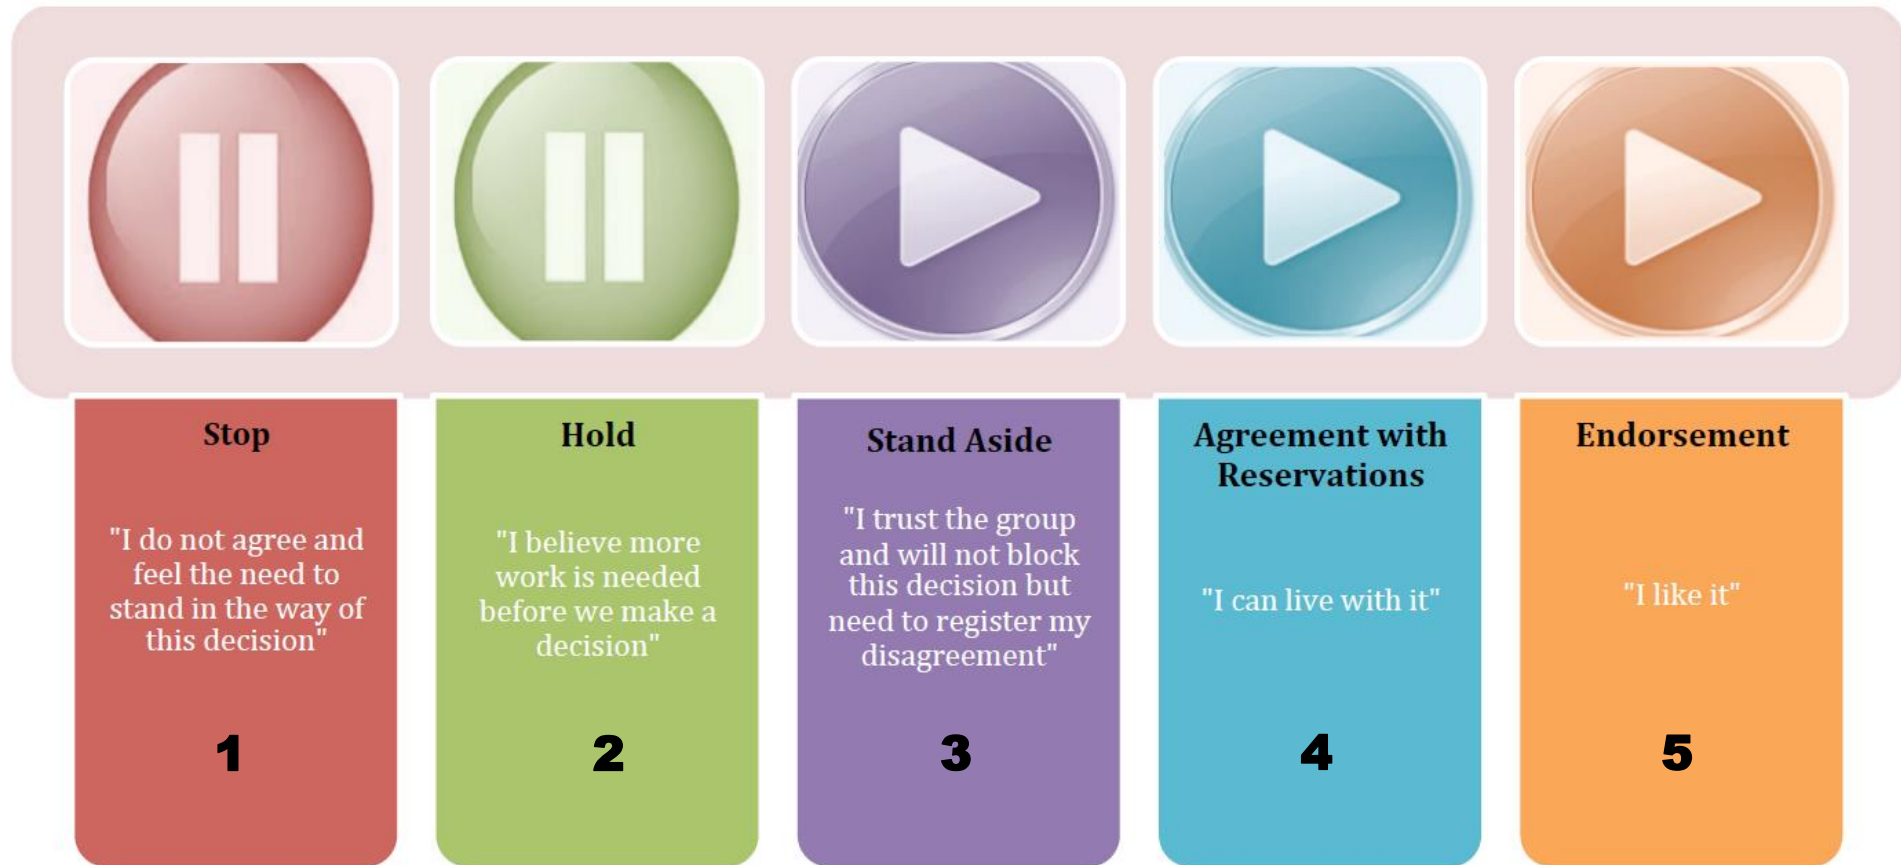 Stop
"I do not agree and
feel the need to
stand in the way of
this decision"
1
Hold
"I believe more
work is needed
before we make a
decision"
2
Stand Aside
"I trust the group
and will not block
this decision but
need to register my
disagreement"
3
Agreement with
Reservations
"I can live with it"
4
Endorsement
"I like it"
5